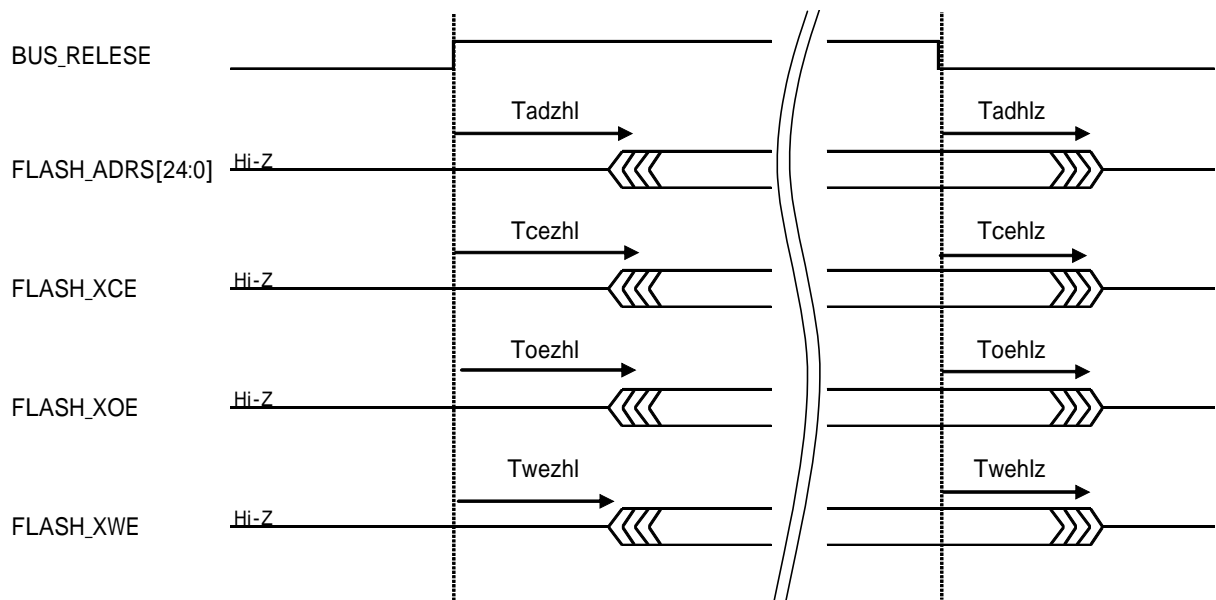 BUS_RELESE
Tadzhl Tadhlz
FLASH_ADRS[24:0] Hi-Z
Tcezhl Tcehlz
FLASH_XCE Hi-Z
Toezhl Toehlz
FLASH_XOE Hi-Z
Twezhl Twehlz
FLASH_XWE Hi-Z